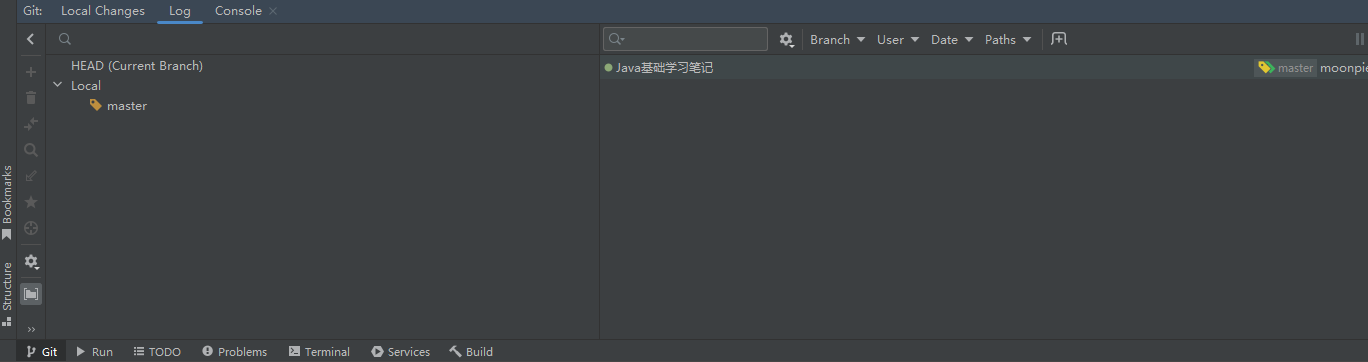 Git: Local Changes Log Console
Branch User Date Paths
HEAD (Current Branch)
Local
master
Java基础学习笔记 master moonpie
Bookmarks
Structure
Git Run TODO Problems Terminal Services Build